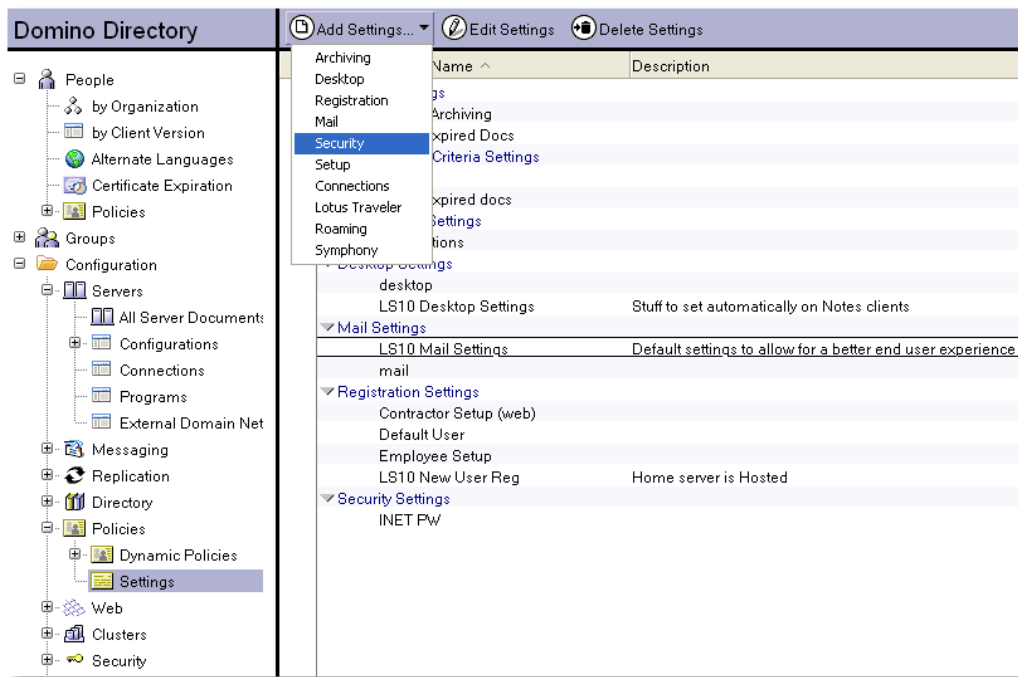 Domino Directory
Add Settings...
Edit Settings
Delete Settings
People
by Organization
by Client Version
Alternate Languages
Certificate Expiration
Policies
Groups
Configuration
Servers
All Server Documents
Configurations
Connections
Programs
External Domain Net
Messaging
Replication
Directory
Policies
Dynamic Policies
Settings
Web
Clusters
Security
Archiving
Desktop
Registration
Mail
Security
Setup
Connections
Lotus Traveler
Roaming
Symphony
Name Description
gs
Archiving
xpired Docs
Criteria Settings
xpired docs
Settings
tions
Desktop Settings
desktop
LS10 Desktop Settings Stuff to set automatically on Notes clients
Mail Settings
LS10 Mail Settings Default settings to allow for a better end user experience
mail
Registration Settings
Contractor Setup (web)
Default User
Employee Setup
LS10 New User Reg Home server is Hosted
Security Settings
INET PW